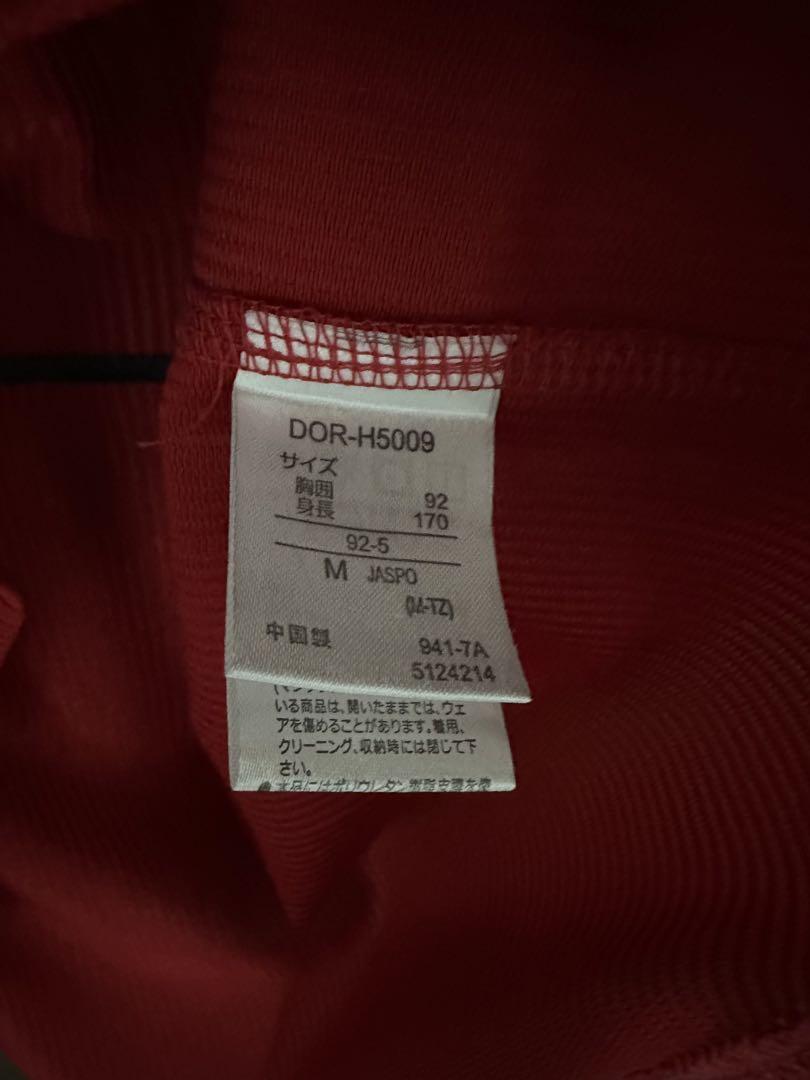 DOR-H5009
サイズ
胸囲 92
身長 170
92-5
M JASPO
(M-TZ)
中国製 941-7A
5124214
いる商品は、開いたままでは、ウェ
アを傷めることがあります。着用、
クリーニング、収納時には閉じて下
さい。